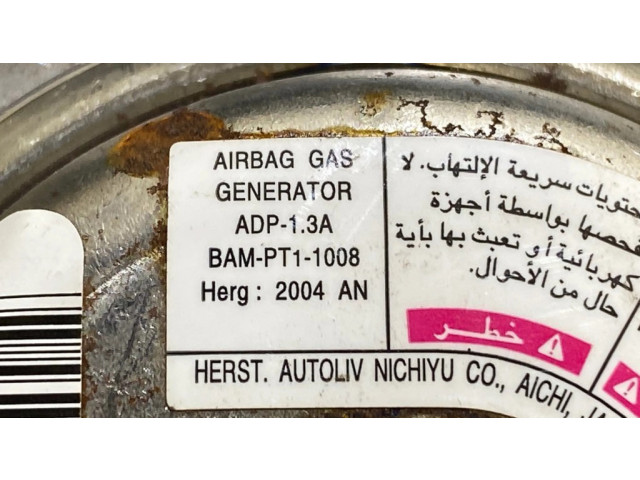 AIRBAG GAS
GENERATOR
ADP-1.3A
BAM-PT1-1008
Herg: 2004 AN
حتويات سريعة الإلتهاب. لا
فحصها بواسطة أجهزة
كهربائية أو تعبث بها بأية
حال من الأحوال.
خطر
HERST. AUTOLIV NICHIYU CO., AICHI,